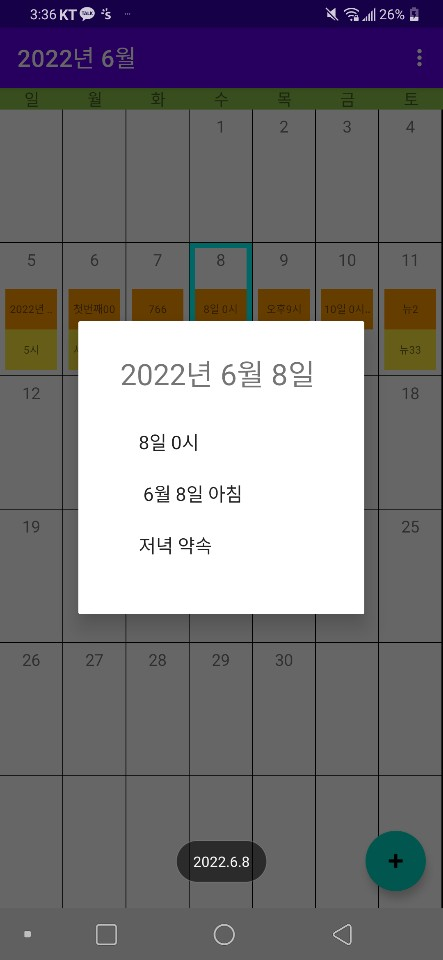 3:36 KT TALK
26%
2022년 6월
일 월 화 수 목 금 토
1 2 3 4
5 6 7 8 9 10 11
2022년 .. 첫번째00 766 8일 0시 오후9시 10일 0시.. 뉴2
5시 뉴33
2022년 6월 8일
8일 0시
6월 8일 아침
저녁 약속
12 18
19 25
26 27 28 29 30
2022.6.8
+